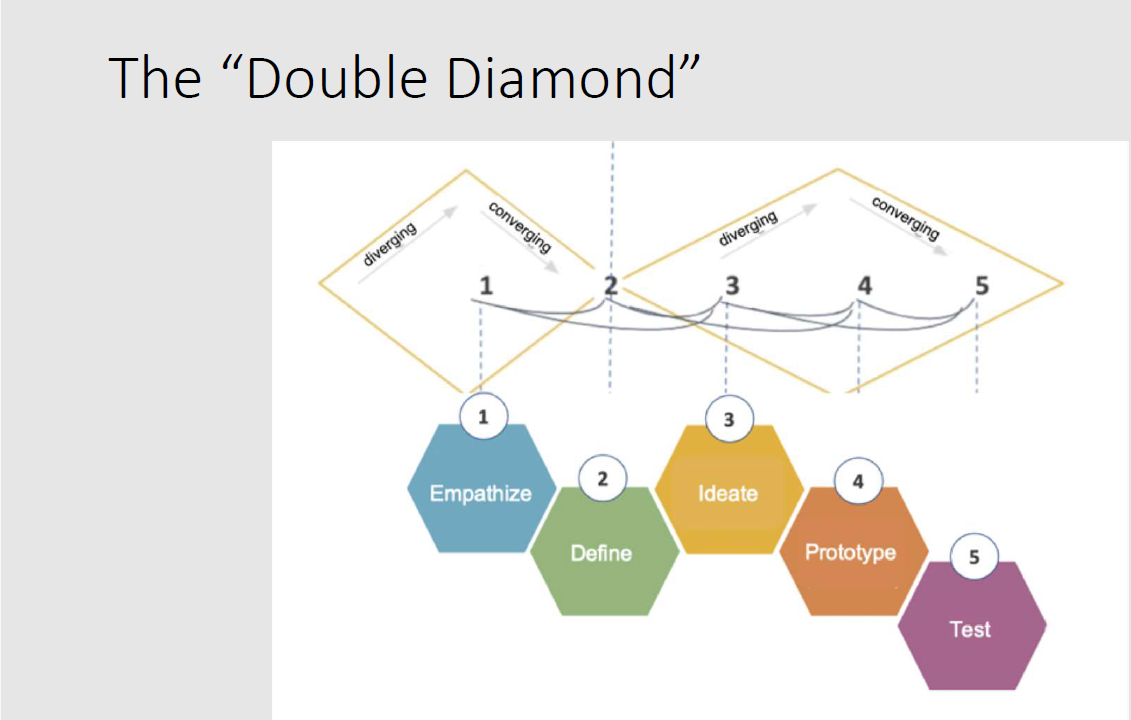 The “Double Diamond”
diverging
converging
diverging
converging
1
2
3
4
5
1
Empathize
2
Define
3
Ideate
4
Prototype
5
Test